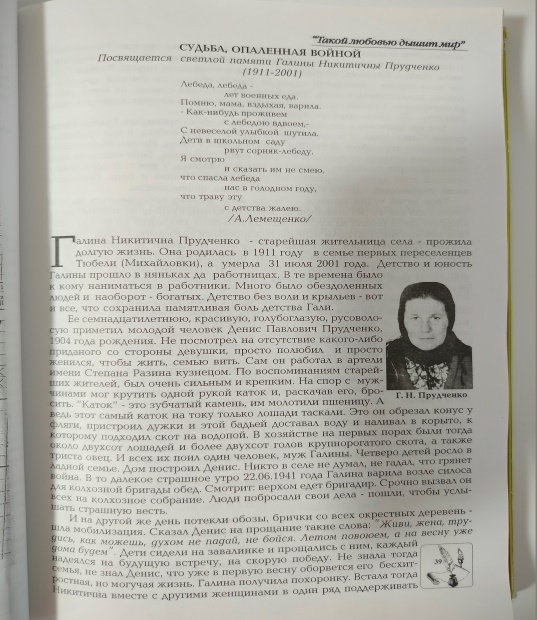 "Такой любовью дышит мир"
СУДЬБА, ОПАЛЕННАЯ ВОЙНОЙ
Посвящается светлой памяти Галины Никитичны Прудченко
(1911-2001)
Лебеда, лебеда -
лет военных еда.
Помню, мама, вздыхая, варила.
- Как-нибудь проживем
с лебедою вдвоем,-
С невеселой улыбкой шутила.
Дети в школьном саду
рвут сорняк-лебеду.
Я смотрю
и сказать им не смею,
что спасла лебеда
нас в голодном году,
что траву эту
с детства жалею.
/А.Лемещенко/
Галина Никитична Прудченко - старейшая жительница села - прожила
долгую жизнь. Она родилась в 1911 году в семье первых переселенцев
Тюбели (Михайловки), а умерла 31 июля 2001 года. Детство и юность
Галины прошло в няньках да работницах. В те времена было
к кому наниматься в работники. Много было обездоленных
людей и наоборот - богатых. Детство без воли и крыльев - вот
и все, что сохранила памятливая боль детства Гали.
Ее семнадцатилетнюю, красивую, голубоглазую, русоволо-
сую приметил молодой человек Денис Павлович Прудченко,
1904 года рождения. Не посмотрел на отсутствие какого-либо
приданого со стороны девушки, просто полюбил и просто
женился, чтобы жить, семью вить. Сам он работал в артели
имени Степана Разина кузнецом. По воспоминаниям старей-
ших жителей, был очень сильным и крепким. На спор с муж-
чинами мог крутить одной рукой каток и, раскачав его, бро-
сить. "Каток" - это зубчатый камень, им молотили пшеницу. А
ведь этот самый каток на току только лошади таскали. Это он обрезал конус у
фляги, пристроил дужки и этой бадьей доставал воду и наливал в корыто, к
которому подходил скот на водопой. В хозяйстве на первых порах были тогда
около двухсот лошадей и более двухсот голов крупнорогатого скота, а также
триста овец. И всех их поил один человек, муж Галины. Четверо детей росло в
ладной семье. Дом построил Денис. Никто в селе не думал, не гадал, что грянет
война. В то далекое страшное утро 22.06.1941 года Галина варила возле силоса
для колхозной бригады обед. Смотрит: верхом едет бригадир. Срочно вызвал он
всех на колхозное собрание. Люди побросали свои дела - пошли, чтобы услы-
шать страшную весть.
И на другой же день потекли обозы, брички со всех окрестных деревень -
шла мобилизация. Сказал Денис на прощание такие слова: "Живи, жена, тру-
дись, как можешь, духом не падай, не бойся. Летом повоюем, а на весну уже
дома будем". Дети сидели на завалинке и прощались с ним, каждый
надеялся на будущую встречу, на скорую победу. Не знала тогда
семья, не знал Денис, что уже в первую весну оборвется его бесхит-
ростная, но могучая жизнь. Галина получила похоронку. Встала тогда
Никитична вместе с другими женщинами в один ряд поддерживать
Г. Н. Прудченко
39